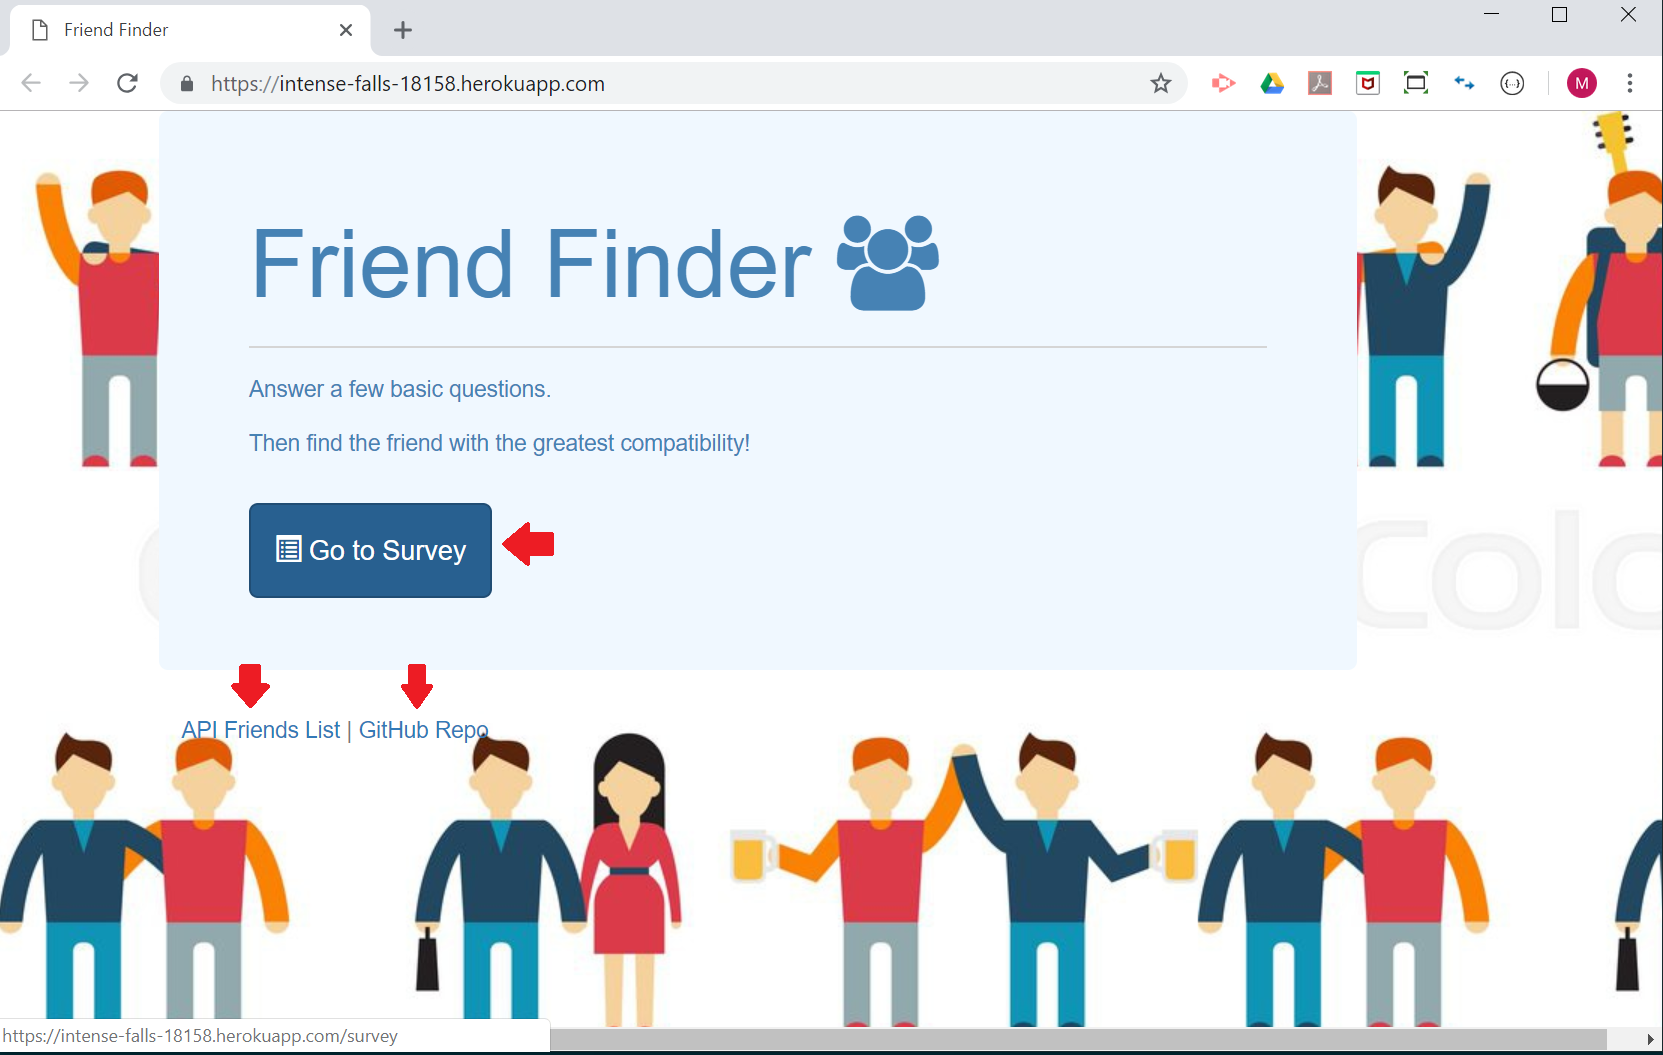 Friend Finder
https://intense-falls-18158.herokuapp.com
M
Friend Finder
Answer a few basic questions.
Then find the friend with the greatest compatibility!
Go to Survey
API Friends List | GitHub Repo
https://intense-falls-18158.herokuapp.com/survey